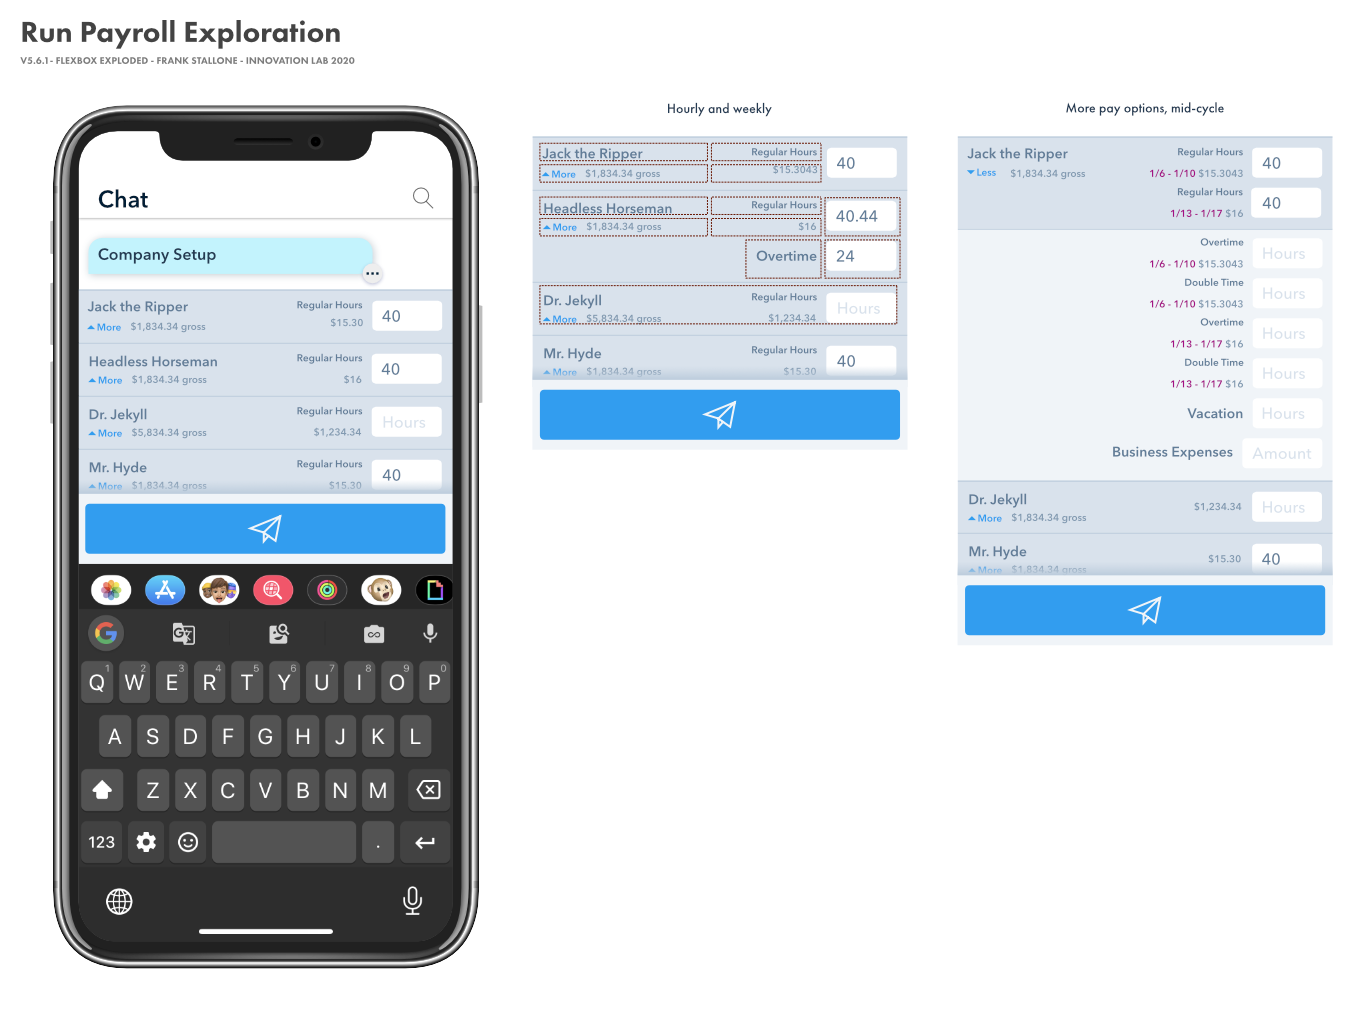 Run Payroll Exploration
V5.6.1 - FLEXBOX EXPLODED - FRANK STALLONE - INNOVATION LAB 2020
Chat
Company Setup
Jack the Ripper Regular Hours 40
More $1,834.34 gross $15.30
Headless Horseman Regular Hours 40
More $1,834.34 gross $16
Dr. Jekyll Regular Hours Hours
More $5,834.34 gross $1,234.34
Mr. Hyde Regular Hours 40
More $1,834.34 gross $15.30
1 2 3 4 5 6 7 8 9 0
Q W E R T Y U I O P
A S D F G H J K L
Z X C V B N M
123 .
Hourly and weekly
Jack the Ripper Regular Hours 40
More $1,834.34 gross $15.3043
Headless Horseman Regular Hours 40.44
More $1,834.34 gross $16
Overtime 24
Dr. Jekyll Regular Hours Hours
More $5,834.34 gross $1,234.34
Mr. Hyde Regular Hours 40
More $1,834.34 gross $15.30
More pay options, mid-cycle
Jack the Ripper Regular Hours 40
Less $1,834.34 gross 1/6 - 1/10 $15.3043
Regular Hours 40
1/13 - 1/17 $16
Overtime Hours
1/6 - 1/10 $15.3043
Double Time Hours
1/6 - 1/10 $15.3043
Overtime Hours
1/13 - 1/17 $16
Double Time Hours
1/13 - 1/17 $16
Vacation Hours
Business Expenses Amount
Dr. Jekyll $1,234.34 Hours
More $1,834.34 gross
Mr. Hyde $15.30 40
More $1,834.34 gross